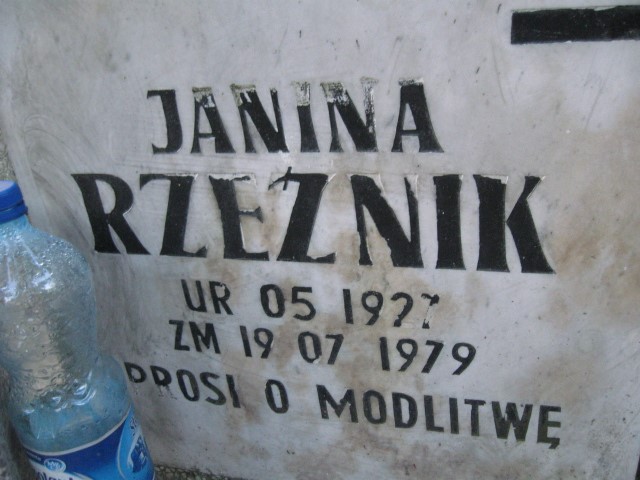 JANINA
RZEŹNIK
UR 05
ZM 19 07 1979
PROSI O MODLITWĘ